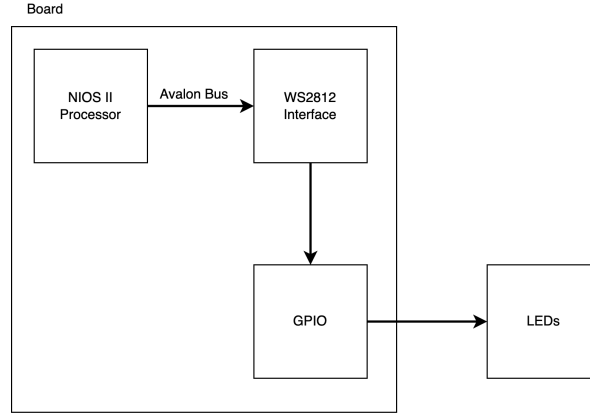 Board
NIOS II
Processor
Avalon Bus
WS2812
Interface
GPIO
LEDs